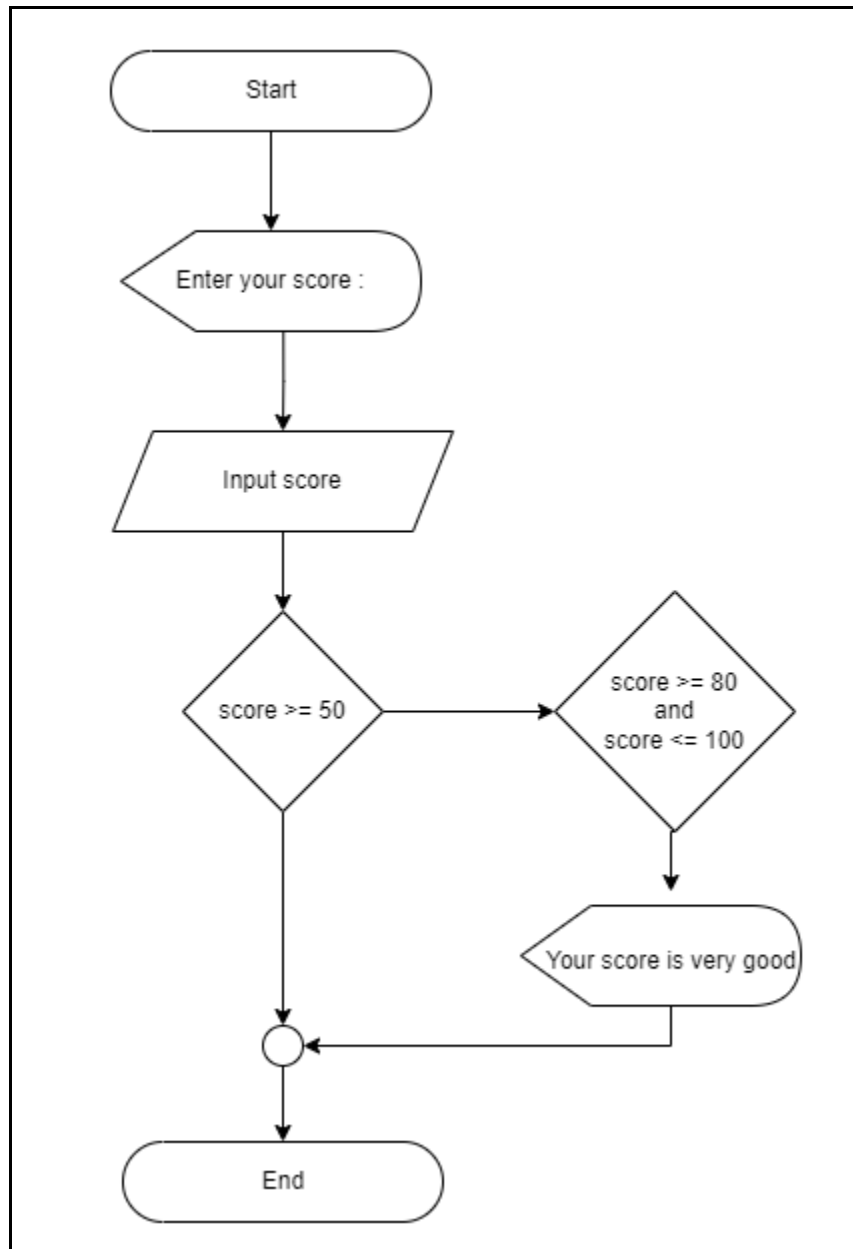 Start
Enter your score :
Input score
score >= 50
score >= 80
and
score <= 100
Your score is very good
End